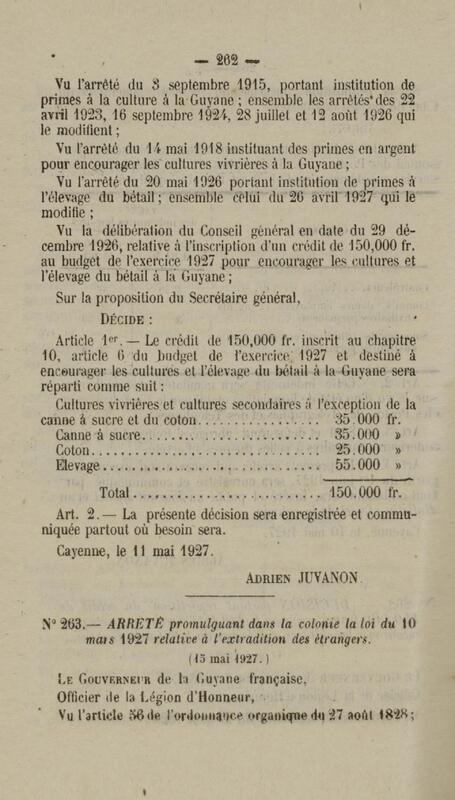 — 262 —
Vu l'arrêté du 3 septembre 1915, portant institution de
primes à la culture à la Guyane ; ensemble les arrêtés des 22
avril 1923, 16 septembre 1924, 28 juillet et 12 août 1926 qui
le modifient ;
Vu l'arrêté du 14 mai 1918 instituant des primes en argent
pour encourager les cultures vivrières à la Guyane ;
Vu l'arrêté du 20 mai 1926 portant institution de primes à
l'élevage du bétail ; ensemble celui du 26 avril 1927 qui le
modifie ;
Vu la délibération du Conseil général en date du 29 dé-
cembre 1926, relative à l'inscription d'un crédit de 150,000 fr.
au budget de l'exercice 1927 pour encourager les cultures et
l'élevage du bétail à la Guyane ;
Sur la proposition du Secrétaire général,
DÉCIDE :
Article 1er. — Le crédit de 150,000 fr. inscrit au chapitre
10, article 6 du budget de l'exercice 1927 et destiné à
encourager les cultures et l'élevage du bétail à la Guyane sera
réparti comme suit :
Cultures vivrières et cultures secondaires à l'exception de la
canne à sucre et du coton.................. 35.000 fr.
Canne à sucre.......................... 35.000 »
Coton................................. 25.000 »
Elevage................................ 55.000 »
Total............................ 150.000 fr.
Art. 2. — La présente décision sera enregistrée et commu-
niquée partout où besoin sera.
Cayenne, le 11 mai 1927.
ADRIEN JUVANON.
N° 263.— ARRETÉ promulguant dans la colonie la loi du 10
mars 1927 relative à l'extradition des étrangers.
(15 mai 1927.)
LE GOUVERNEUR de la Guyane française,
Officier de la Légion d'Honneur,
Vu l'article 56 de l'ordonnance organique du 27 août 1828;